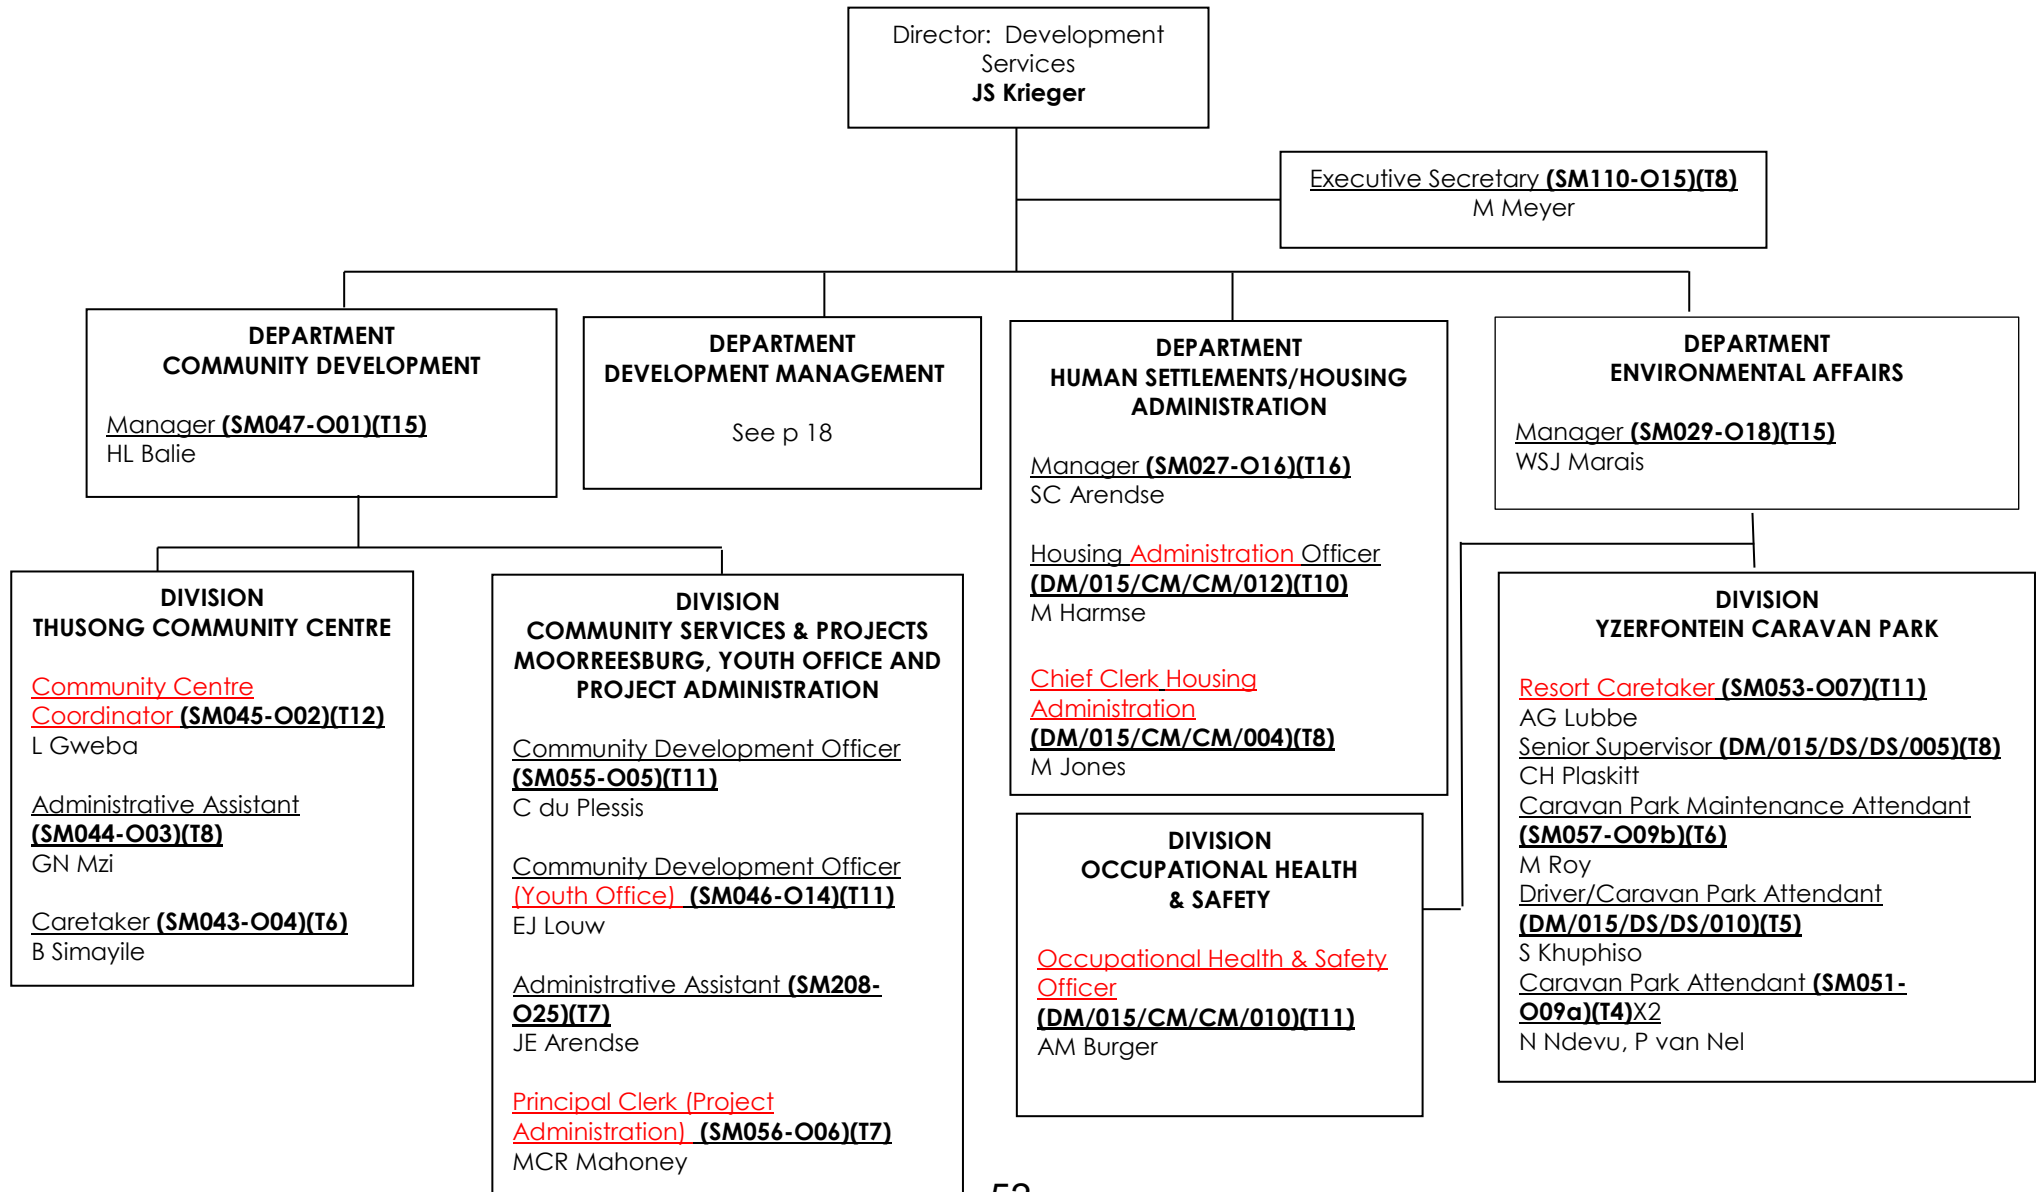 Director: Development
Services
JS Krieger
Executive Secretary (SM110-O15)(T8)
M Meyer
DEPARTMENT
COMMUNITY DEVELOPMENT
Manager (SM047-O01)(T15)
HL Balie
DEPARTMENT
DEVELOPMENT MANAGEMENT
See p 18
DEPARTMENT
HUMAN SETTLEMENTS/HOUSING
ADMINISTRATION
Manager (SM027-O16)(T16)
SC Arendse
Housing Administration Officer
(DM/015/CM/CM/012)(T10)
M Harmse
Chief Clerk Housing
Administration
(DM/015/CM/CM/004)(T8)
M Jones
DEPARTMENT
ENVIRONMENTAL AFFAIRS
Manager (SM029-O18)(T15)
WSJ Marais
DIVISION
THUSONG COMMUNITY CENTRE
Community Centre
Coordinator (SM045-O02)(T12)
L Gweba
Administrative Assistant
(SM044-O03)(T8)
GN Mzi
Caretaker (SM043-O04)(T6)
B Simayile
DIVISION
COMMUNITY SERVICES & PROJECTS
MOORREESBURG, YOUTH OFFICE AND
PROJECT ADMINISTRATION
Community Development Officer
(SM055-O05)(T11)
C du Plessis
Community Development Officer
(Youth Office) (SM046-O14)(T11)
EJ Louw
Administrative Assistant (SM208-
O25)(T7)
JE Arendse
Principal Clerk (Project
Administration) (SM056-O06)(T7)
MCR Mahoney
DIVISION
OCCUPATIONAL HEALTH
& SAFETY
Occupational Health & Safety
Officer
(DM/015/CM/CM/010)(T11)
AM Burger
DIVISION
YZERFONTEIN CARAVAN PARK
Resort Caretaker (SM053-O07)(T11)
AG Lubbe
Senior Supervisor (DM/015/DS/DS/005)(T8)
CH Plaskitt
Caravan Park Maintenance Attendant
(SM057-O09b)(T6)
M Roy
Driver/Caravan Park Attendant
(DM/015/DS/DS/010)(T5)
S Khuphiso
Caravan Park Attendant (SM051-
O09a)(T4)X2
N Ndevu, P van Nel